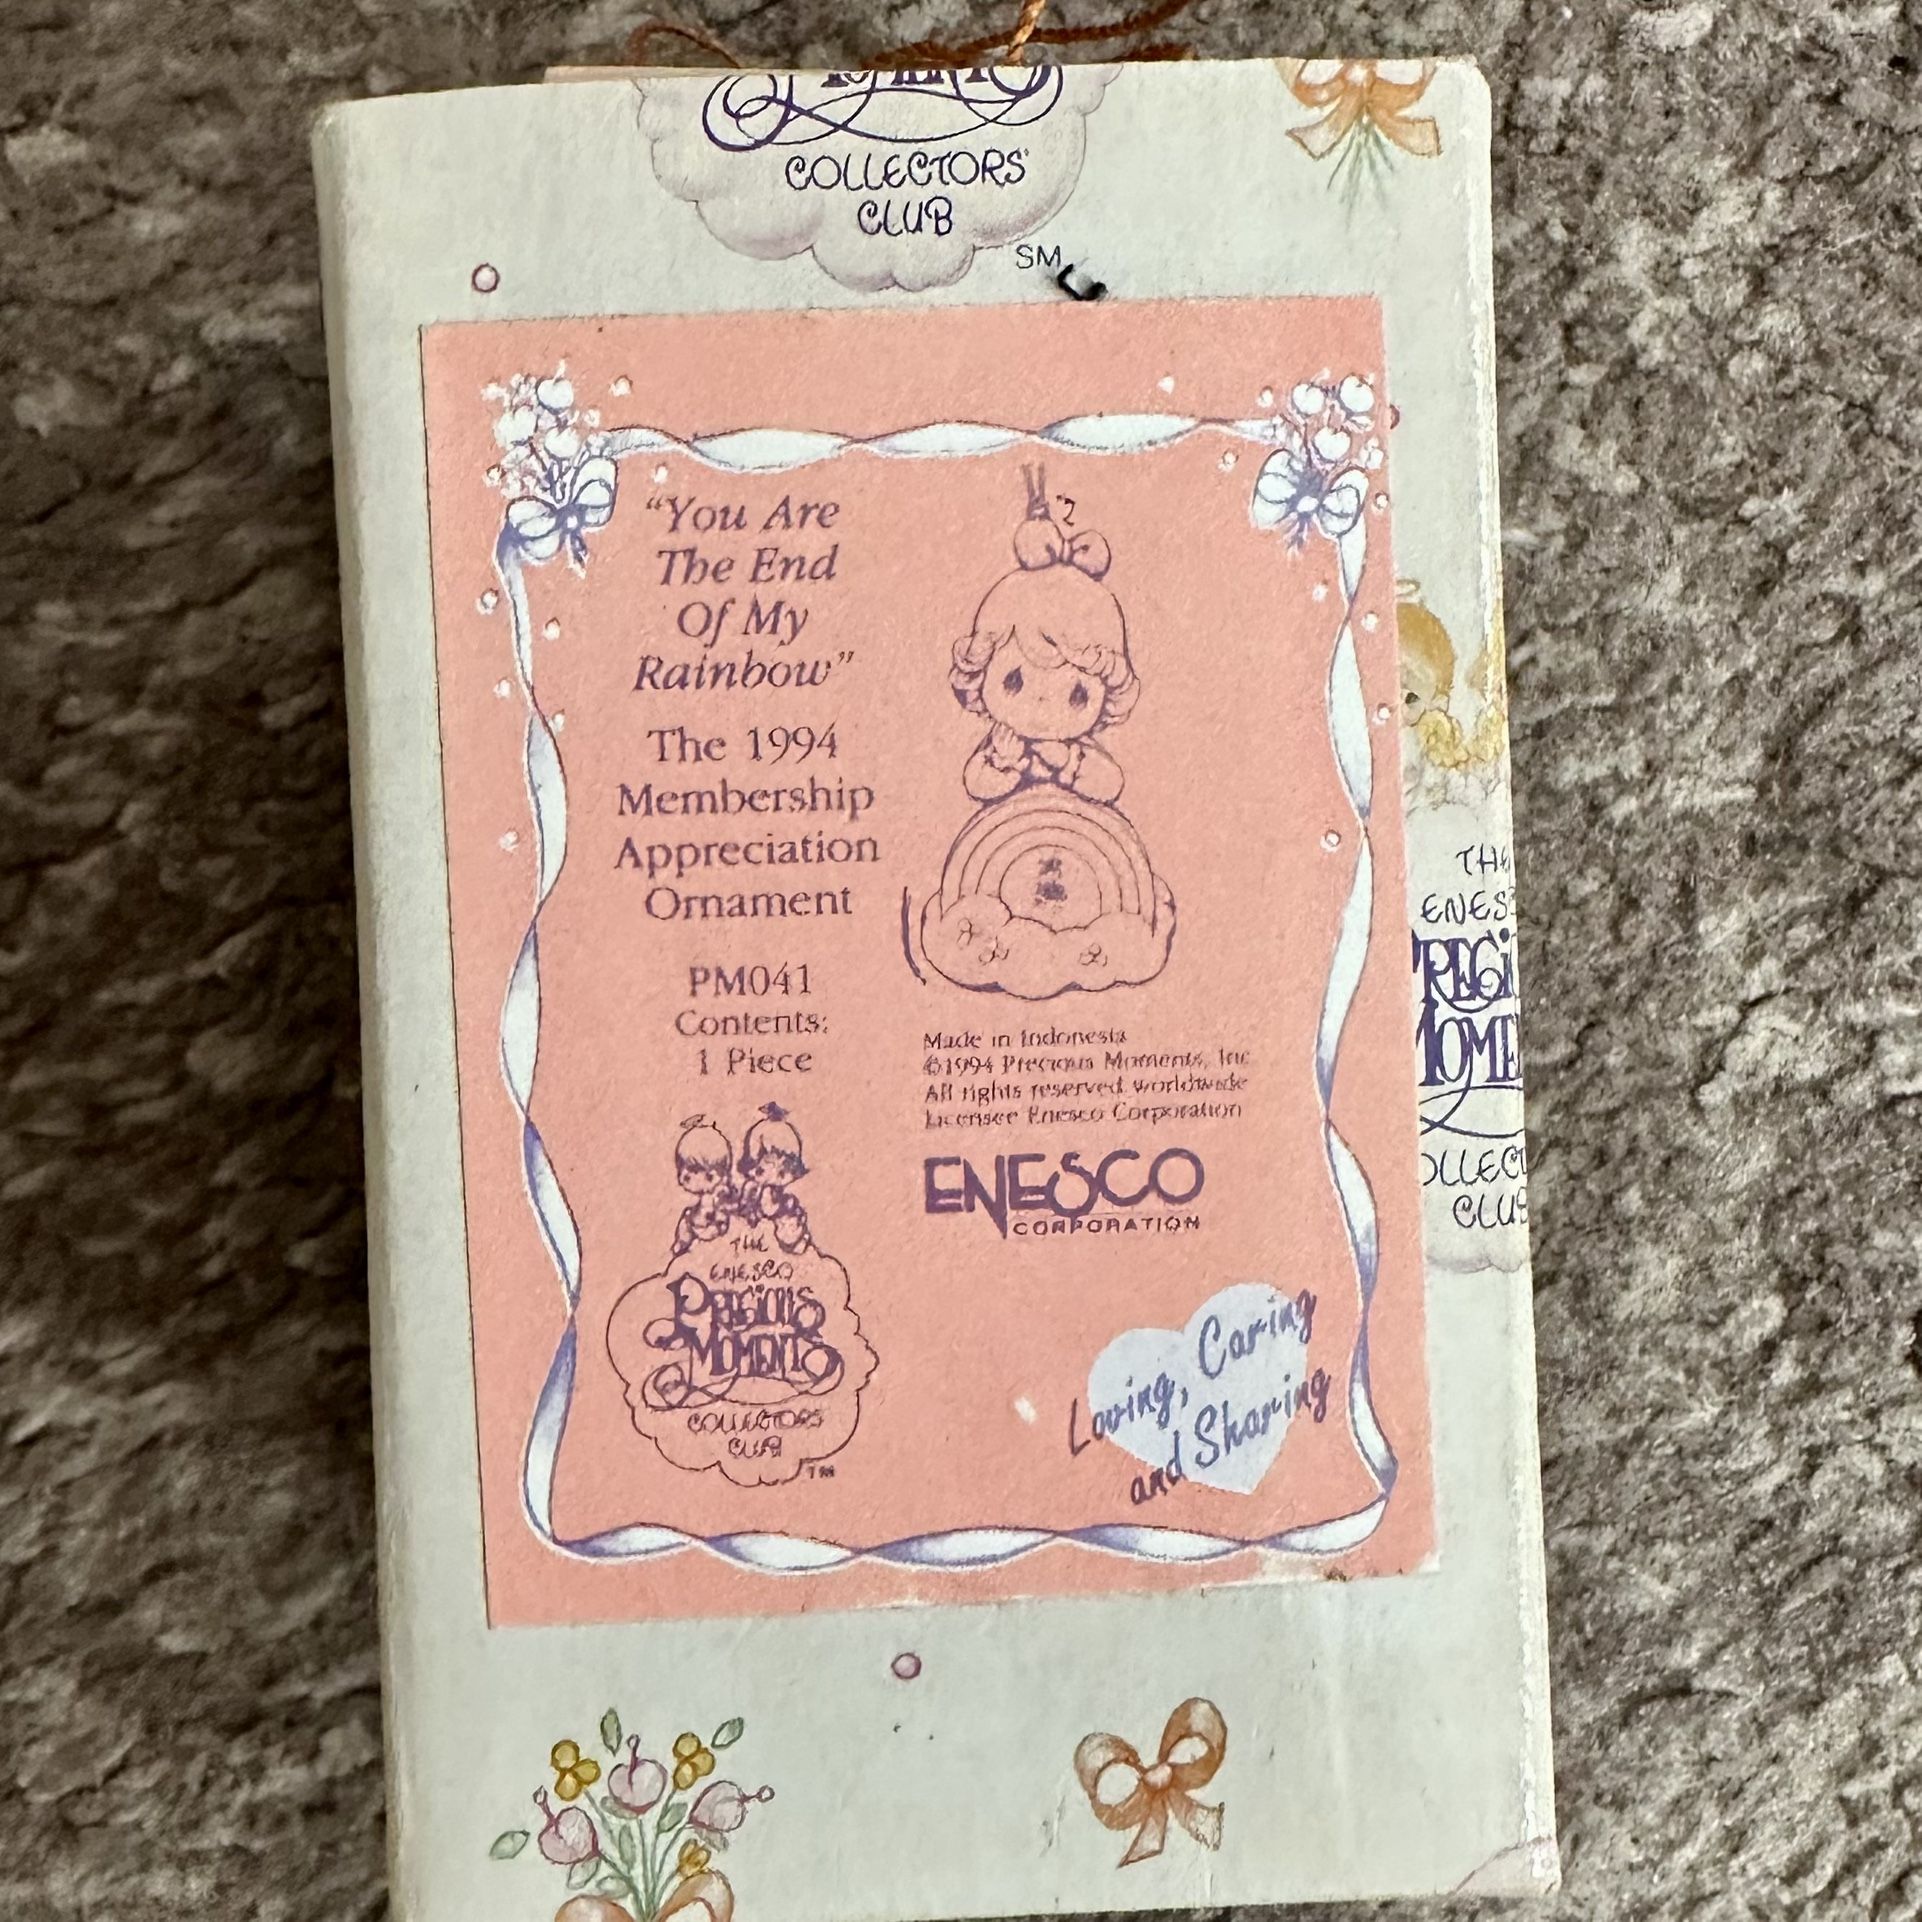 COLLECTORS'
CLUB
SM
"You Are
The End
Of My
Rainbow"
The 1994
Membership
Appreciation
Ornament
PM041
Contents:
1 Piece
Made in Indonesia
©1994 Precious Moments, Inc.
All rights reserved worldwide
Licensee Enesco Corporation
ENESCO
CORPORATION
THE
ENESCO
PRECIOUS
MOMENTS
COLLECTORS'
CLUB
TM
Loving, Caring
and Sharing
THE
CLUB